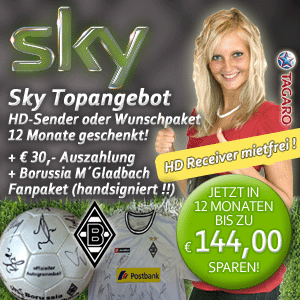 sky
Sky Topangebot
HD-Sender oder Wunschpaket
12 Monate geschenkt!
+ € 30,- Auszahlung
+ Borussia M´Gladbach
Fanpaket (handsigniert !!)
TAGARO
HD Receiver mietfrei !
JETZT IN
12 MONATEN
BIS ZU
€ 144,00
SPAREN!
B
Borussia
Postbank